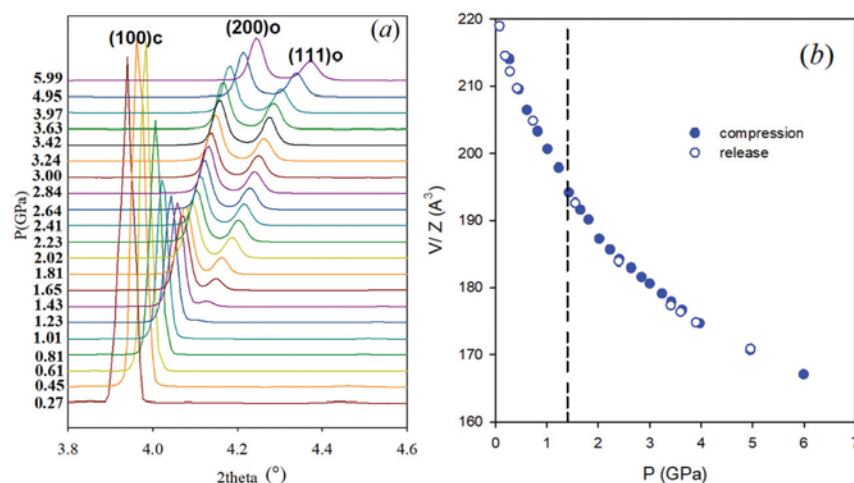 (a)
(100)c
(200)o
(111)o
P(GPa)
5.99
4.95
3.97
3.63
3.42
3.24
3.00
2.84
2.64
2.41
2.23
2.02
1.81
1.65
1.43
1.23
1.01
0.81
0.61
0.45
0.27
3.8 4.0 4.2 4.4 4.6
2theta (°)
(b)
compression
release
V/ Z (Å³)
220
210
200
190
180
170
160
0 1 2 3 4 5 6 7
P (GPa)